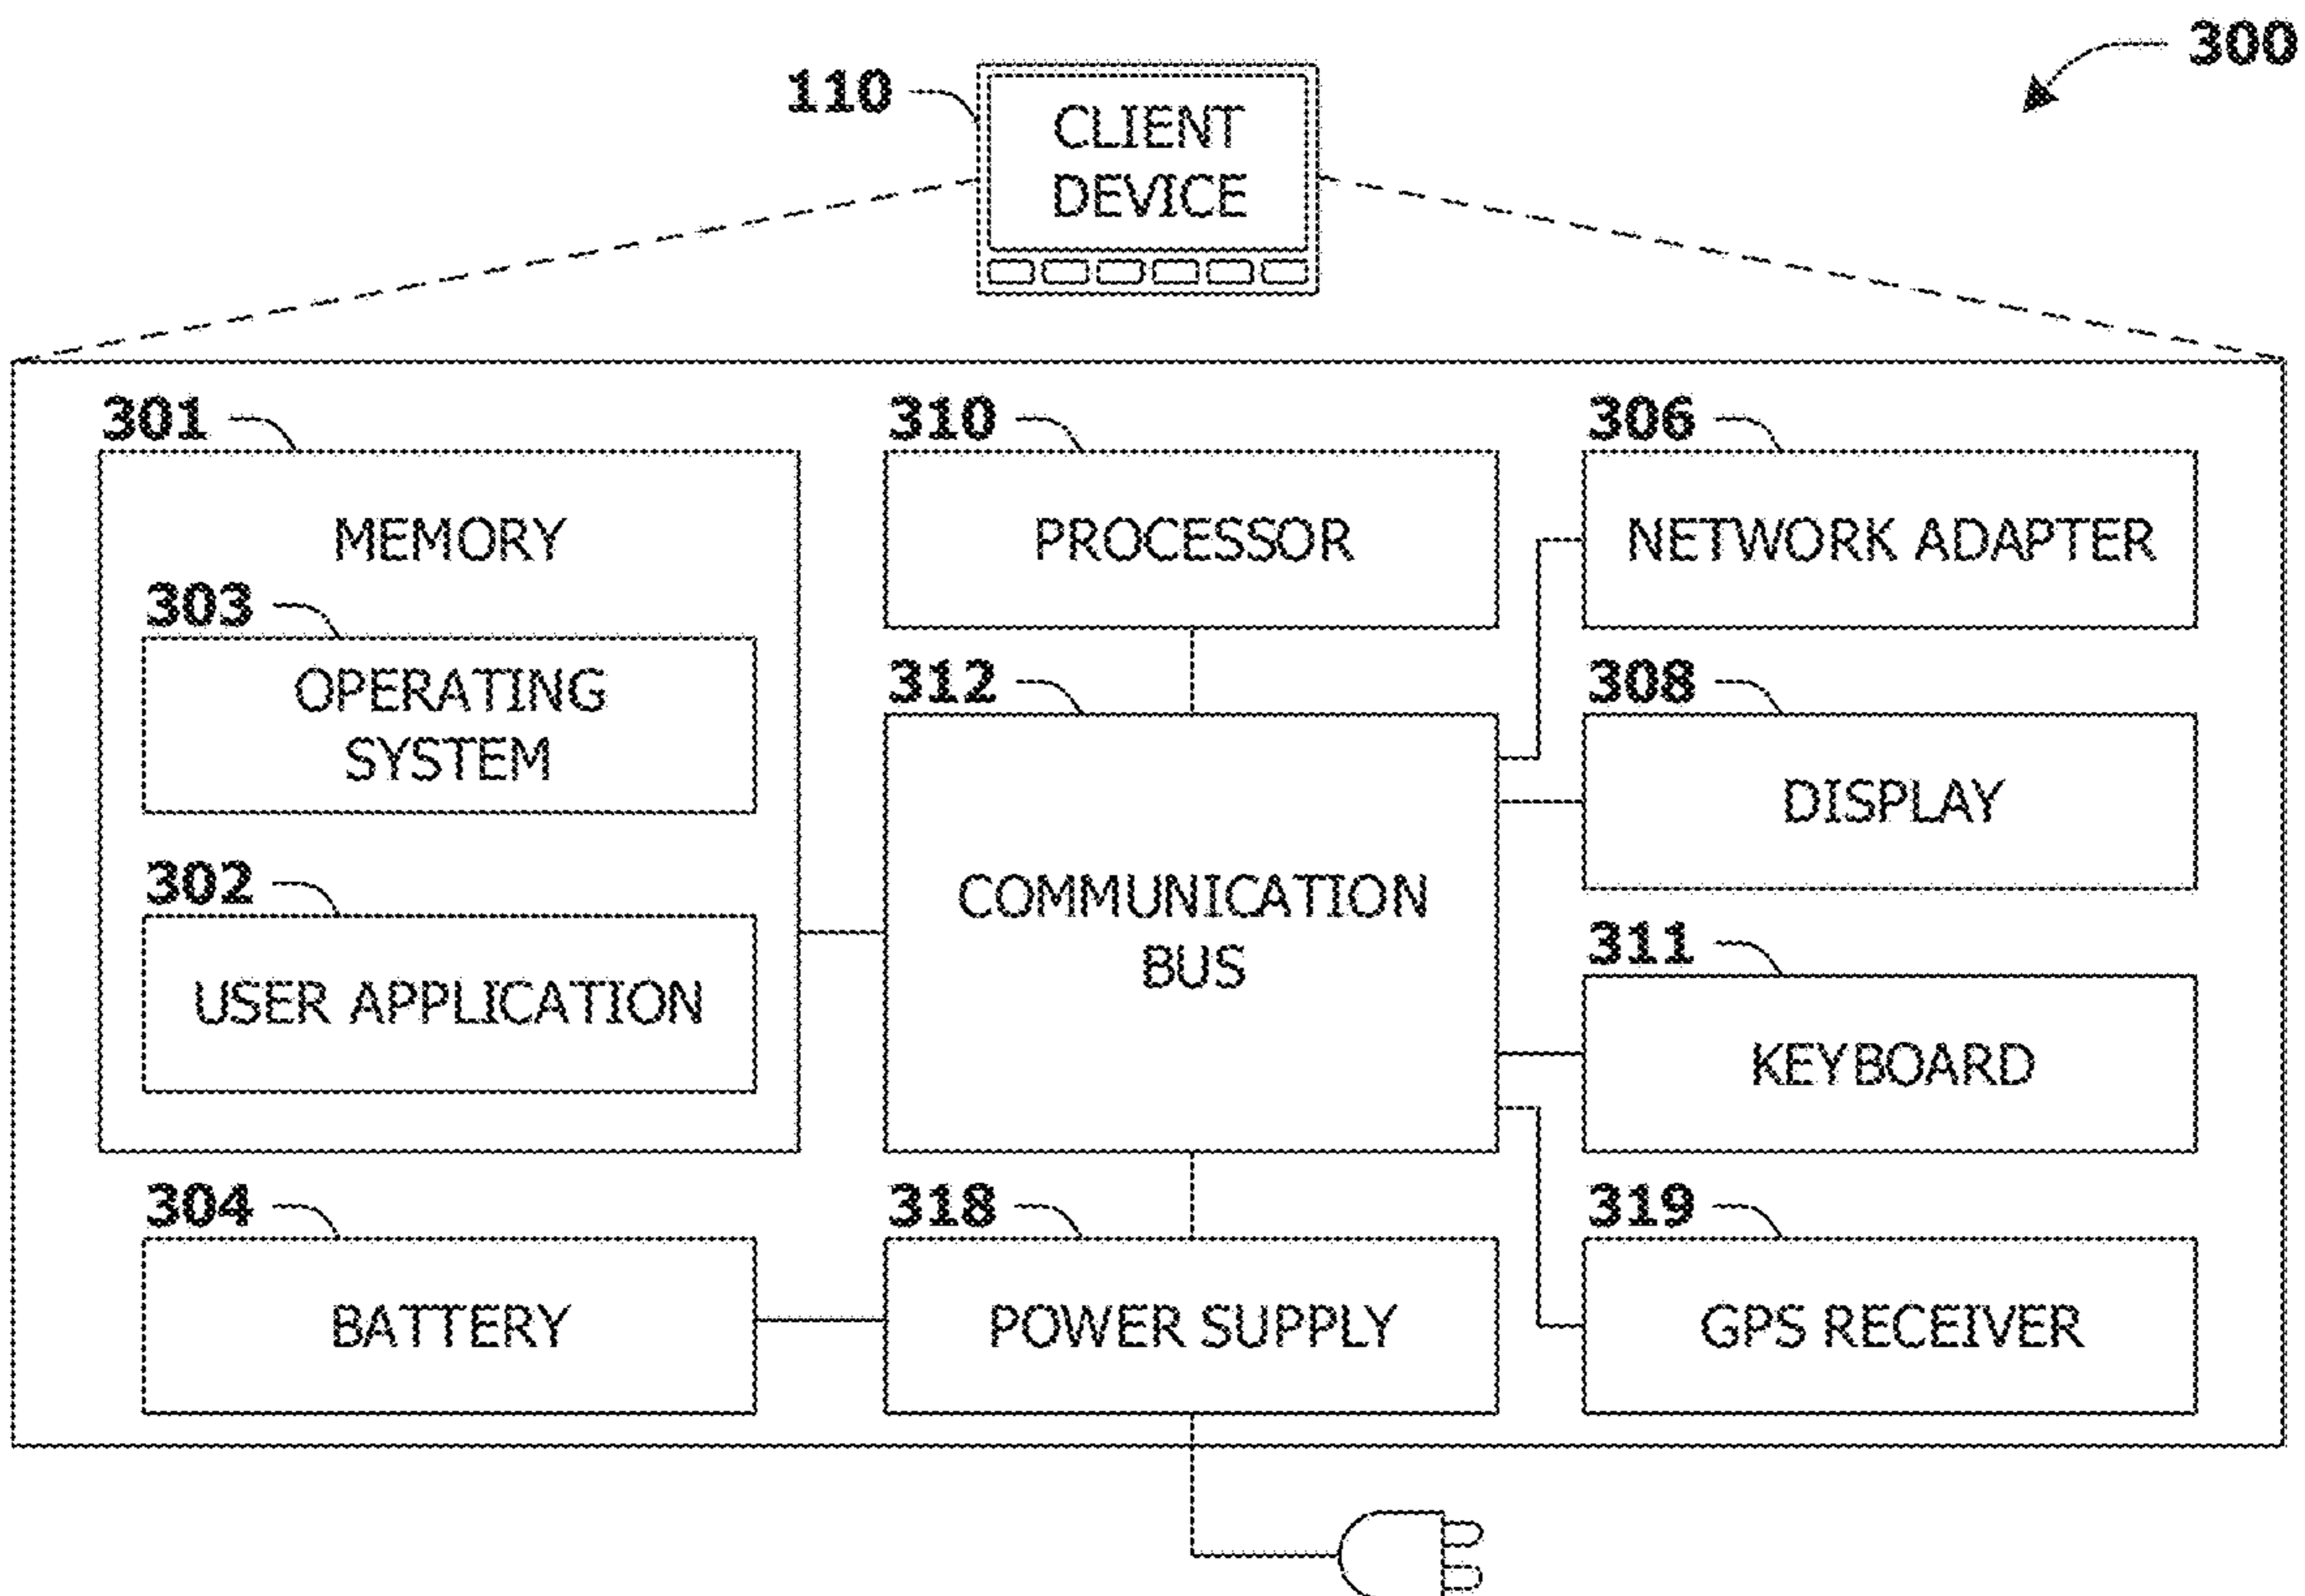 300
110
CLIENT
DEVICE
301
310
306
MEMORY
PROCESSOR
NETWORK ADAPTER
303
OPERATING
SYSTEM
312
308
COMMUNICATION
BUS
DISPLAY
302
USER APPLICATION
311
KEYBOARD
304
318
319
BATTERY
POWER SUPPLY
GPS RECEIVER